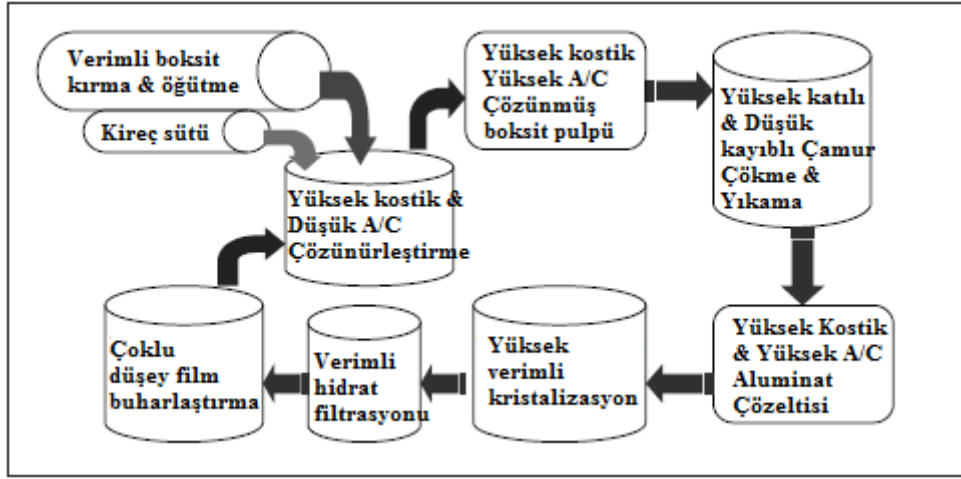 Verimli boksit
kırma & öğütme
Kireç sütü
Yüksek kostik &
Düşük A/C
Çözünürleştirme
Yüksek kostik
Yüksek A/C
Çözünmüş
boksit pulpü
Yüksek katılı
& Düşük
kayıblı Çamur
Çökme &
Yıkama
Yüksek Kostik
& Yüksek A/C
Aluminat
Çözeltisi
Yüksek
verimli
kristalizasyon
Verimli
hidrat
filtrasyonu
Çoklu
düşey film
buharlaştırma